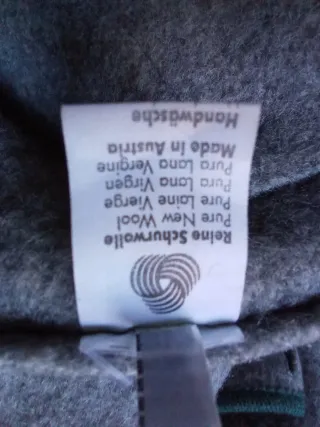 Reine Schurwolle
Pure New Wool
Pure Laine Vierge
Pura Lana Virgen
Pura Lana Vergine
Made in Austria
Handwäsche